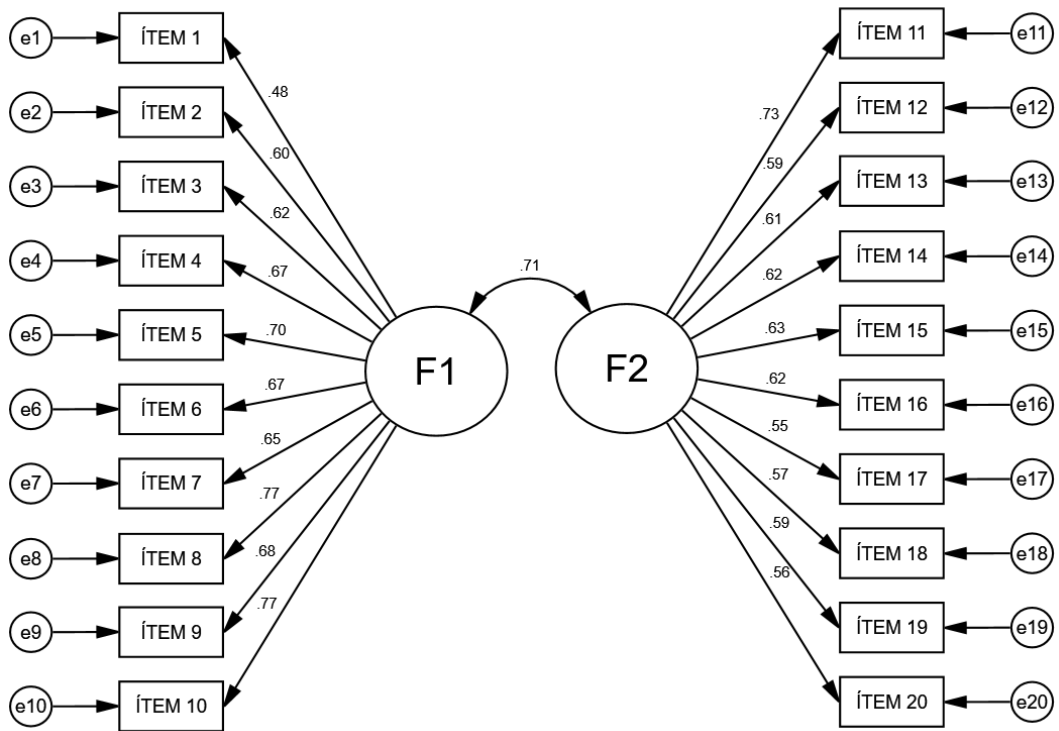 e1
ÍTEM 1
.48
e2
ÍTEM 2
.60
e3
ÍTEM 3
.62
e4
ÍTEM 4
.67
e5
ÍTEM 5
.70
e6
ÍTEM 6
.67
e7
ÍTEM 7
.65
e8
ÍTEM 8
.77
e9
ÍTEM 9
.68
e10
ÍTEM 10
.77
F1
.71
F2
ÍTEM 11
e11
.73
ÍTEM 12
e12
.59
ÍTEM 13
e13
.61
ÍTEM 14
e14
.62
ÍTEM 15
e15
.63
ÍTEM 16
e16
.62
ÍTEM 17
e17
.55
ÍTEM 18
e18
.57
ÍTEM 19
e19
.59
ÍTEM 20
e20
.56